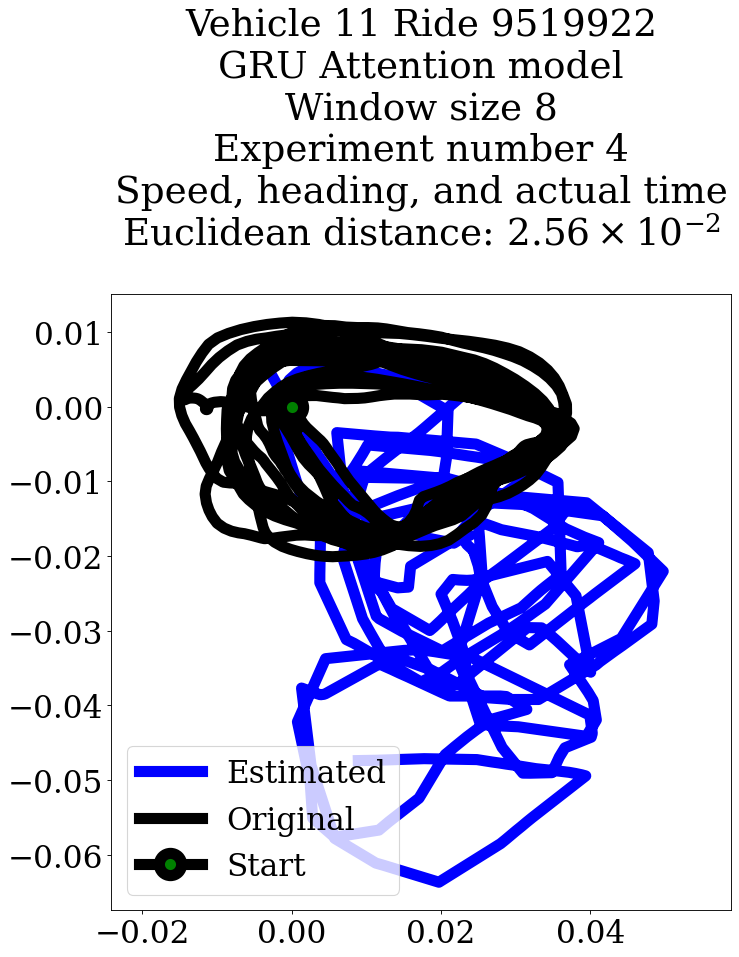 Vehicle 11 Ride 9519922
GRU Attention model
Window size 8
Experiment number 4
Speed, heading, and actual time
Euclidean distance: 2.56 × 10⁻²
0.01
0.00
−0.01
−0.02
−0.03
−0.04
−0.05
−0.06
Estimated
Original
Start
−0.02
0.00
0.02
0.04